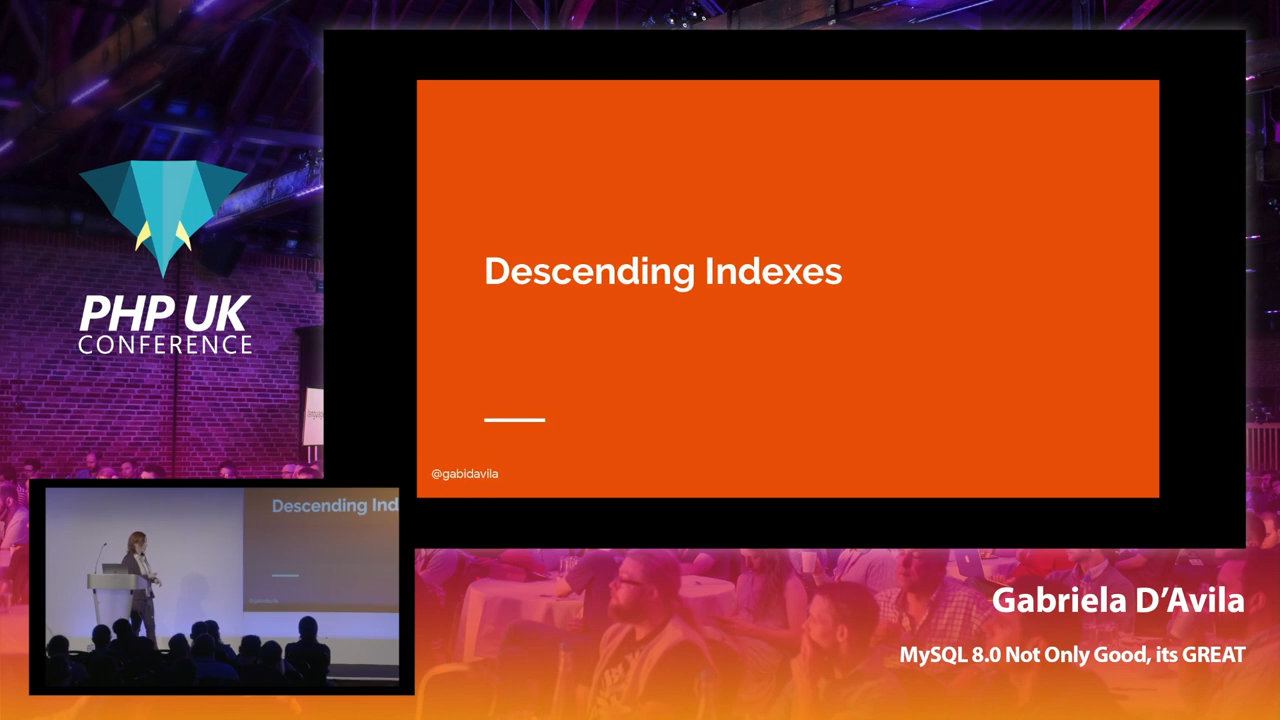 Descending Indexes
@gabidavila
PHP UK
CONFERENCE
Descending Ind
Gabriela D’Avila
MySQL 8.0 Not Only Good, its GREAT